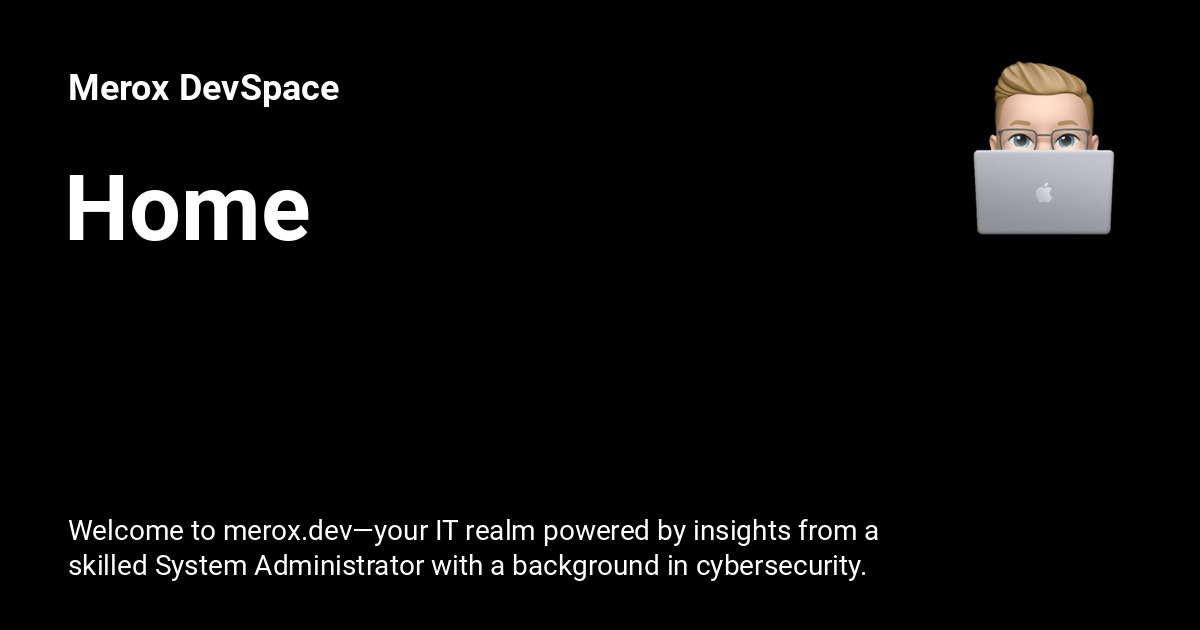 Merox DevSpace
Home
Welcome to merox.dev—your IT realm powered by insights from a
skilled System Administrator with a background in cybersecurity.